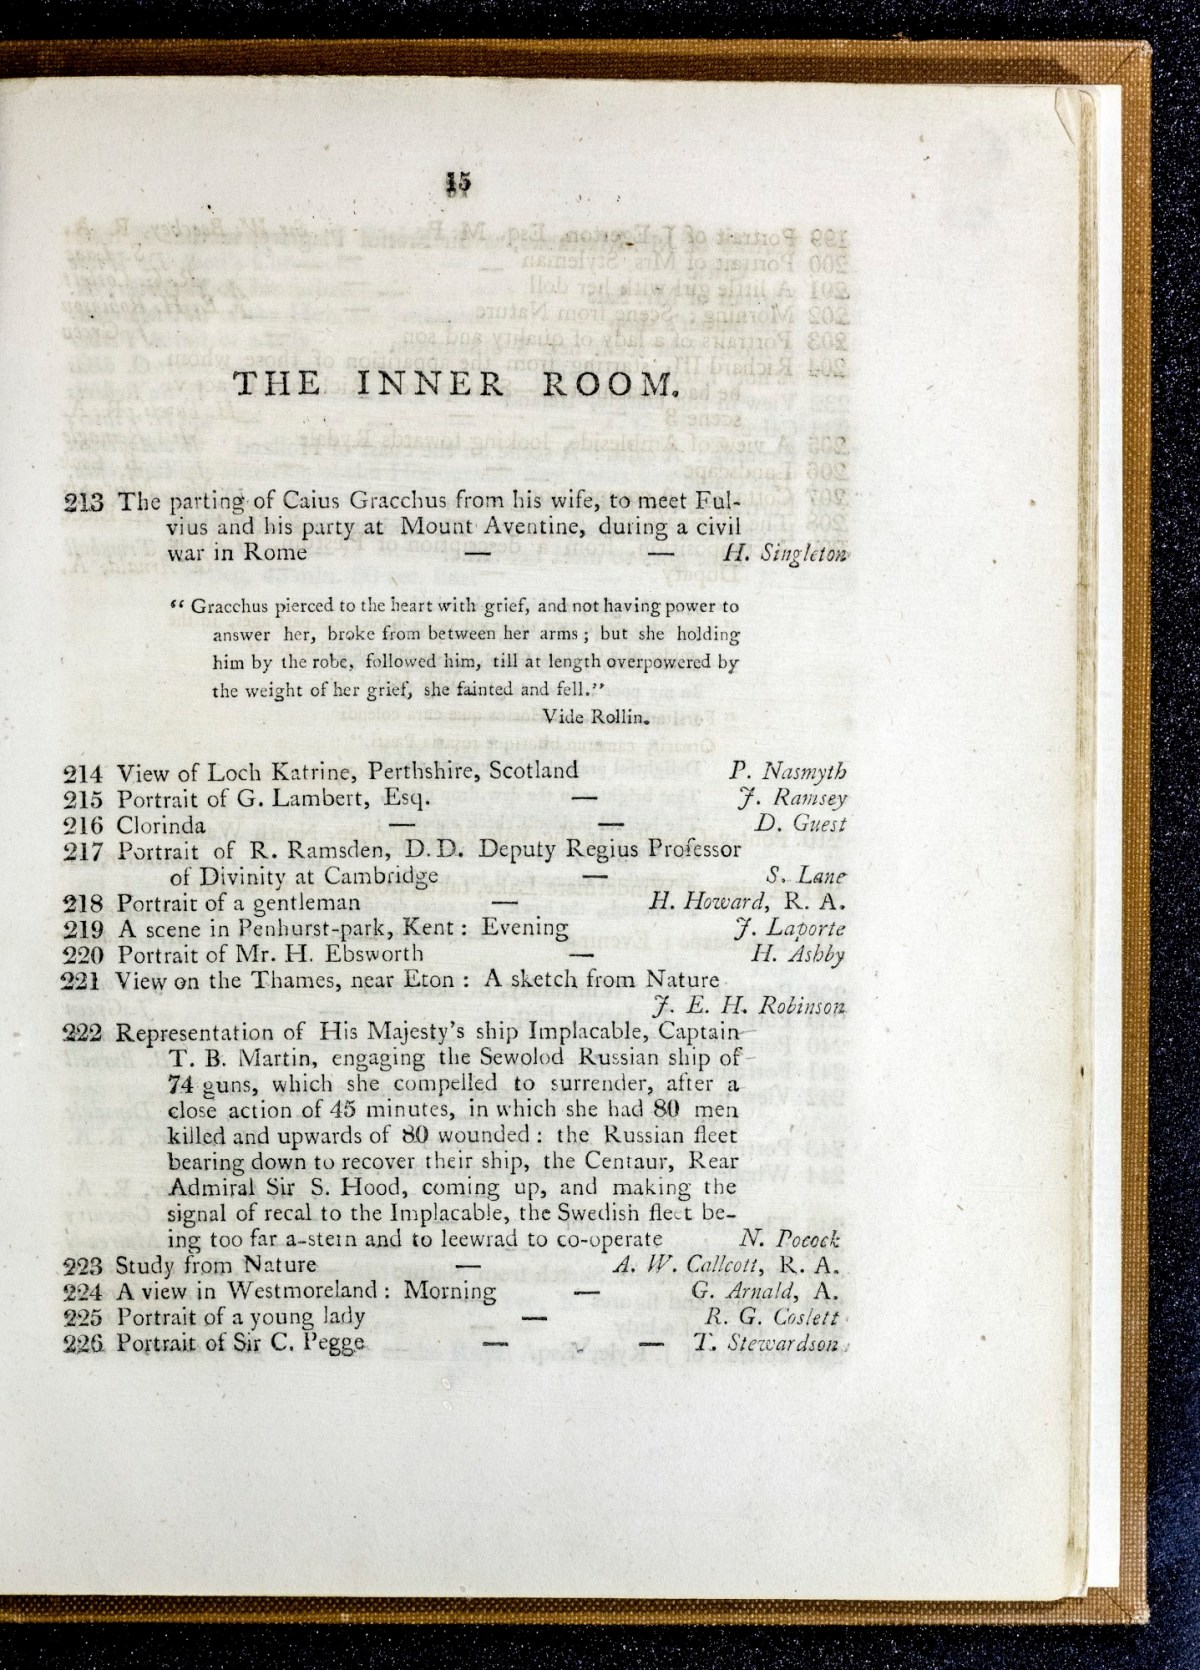 15
THE INNER ROOM.
213 The parting of Caius Gracchus from his wife, to meet Ful-
vius and his party at Mount Aventine, during a civil
war in Rome — — H. Singleton
“ Gracchus pierced to the heart with grief, and not having power to
answer her, broke from between her arms; but she holding
him by the robe, followed him, till at length overpowered by
the weight of her grief, she fainted and fell.”
Vide Rollin.
214 View of Loch Katrine, Perthshire, Scotland P. Nasmyth
215 Portrait of G. Lambert, Esq. — J. Ramsey
216 Clorinda — — D. Guest
217 Portrait of R. Ramsden, D.D. Deputy Regius Professor
of Divinity at Cambridge — S. Lane
218 Portrait of a gentleman — H. Howard, R. A.
219 A scene in Penhurst-park, Kent: Evening J. Laporte
220 Portrait of Mr. H. Ebsworth — H. Ashby
221 View on the Thames, near Eton: A sketch from Nature
J. E. H. Robinson
222 Representation of His Majesty's ship Implacable, Captain
T. B. Martin, engaging the Sewolod Russian ship of
74 guns, which she compelled to surrender, after a
close action of 45 minutes, in which she had 80 men
killed and upwards of 80 wounded: the Russian fleet
bearing down to recover their ship, the Centaur, Rear
Admiral Sir S. Hood, coming up, and making the
signal of recal to the Implacable, the Swedish fleet be-
ing too far a-stern and to leewrad to co-operate N. Pocock
223 Study from Nature — A. W. Callcott, R. A.
224 A view in Westmoreland: Morning — G. Arnald, A.
225 Portrait of a young lady — R. G. Coslett
226 Portrait of Sir C. Pegge — — T. Stewardson